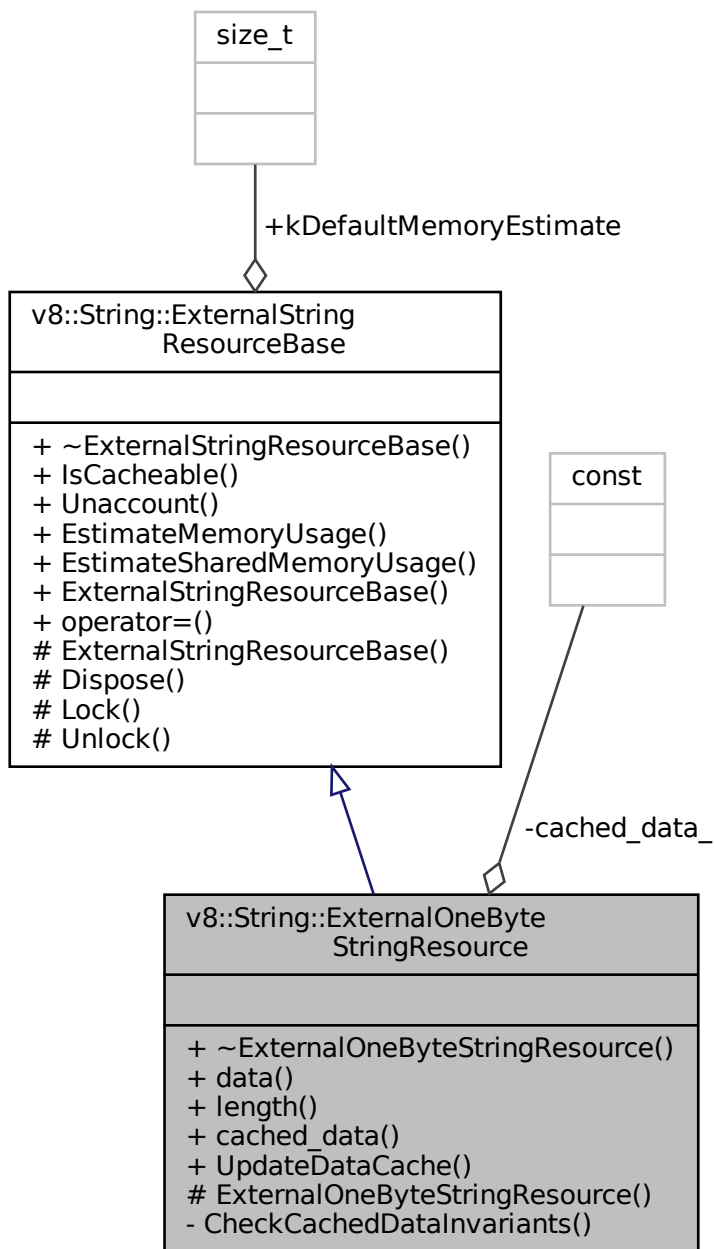 size_t
+kDefaultMemoryEstimate
v8::String::ExternalString
ResourceBase
+ ~ExternalStringResourceBase()
+ IsCacheable()
+ Unaccount()
+ EstimateMemoryUsage()
+ EstimateSharedMemoryUsage()
+ ExternalStringResourceBase()
+ operator=()
# ExternalStringResourceBase()
# Dispose()
# Lock()
# Unlock()
const
-cached_data_
v8::String::ExternalOneByte
StringResource
+ ~ExternalOneByteStringResource()
+ data()
+ length()
+ cached_data()
+ UpdateDataCache()
# ExternalOneByteStringResource()
- CheckCachedDataInvariants()